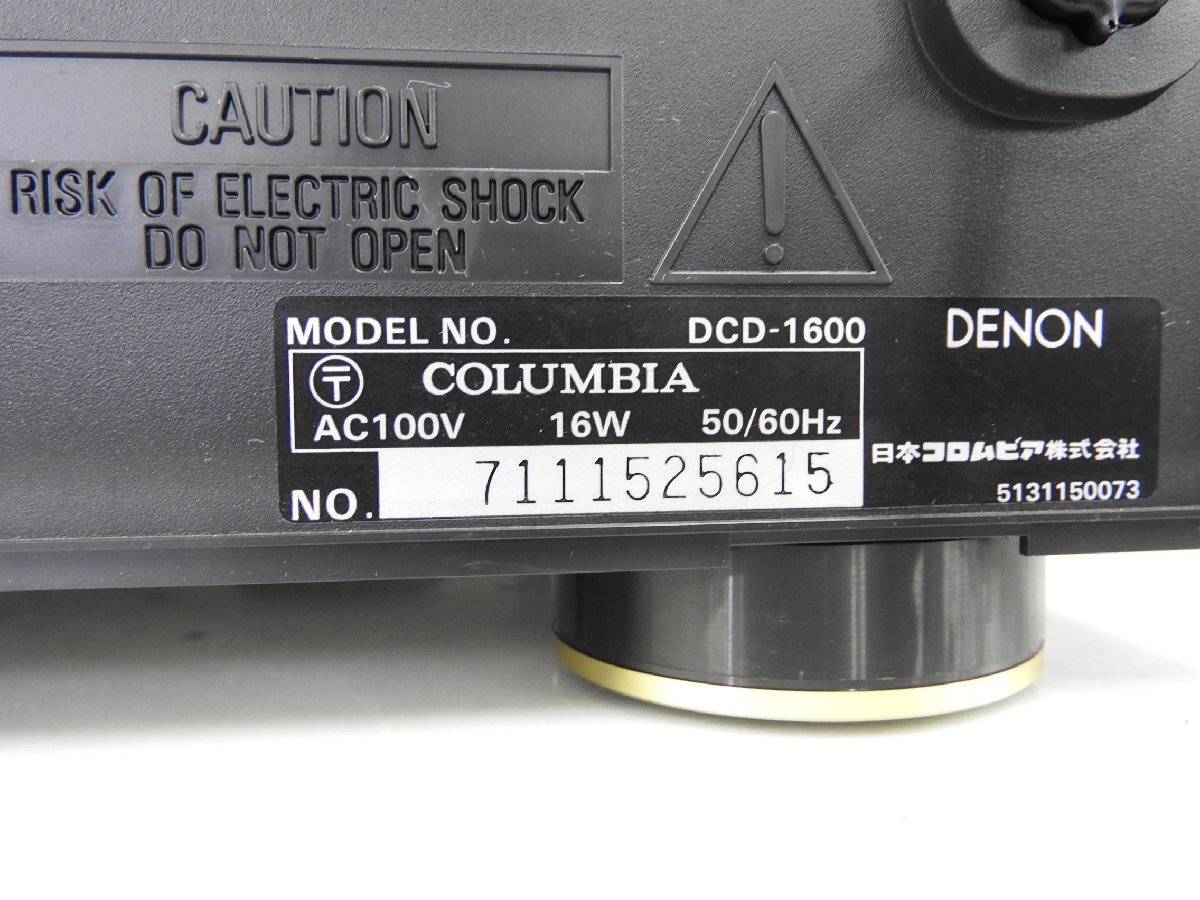 CAUTION
RISK OF ELECTRIC SHOCK
DO NOT OPEN
MODEL NO. DCD-1600 DENON
〒 COLUMBIA
AC100V 16W 50/60Hz
日本コロムビア株式会社
NO. 7111525615
5131150073